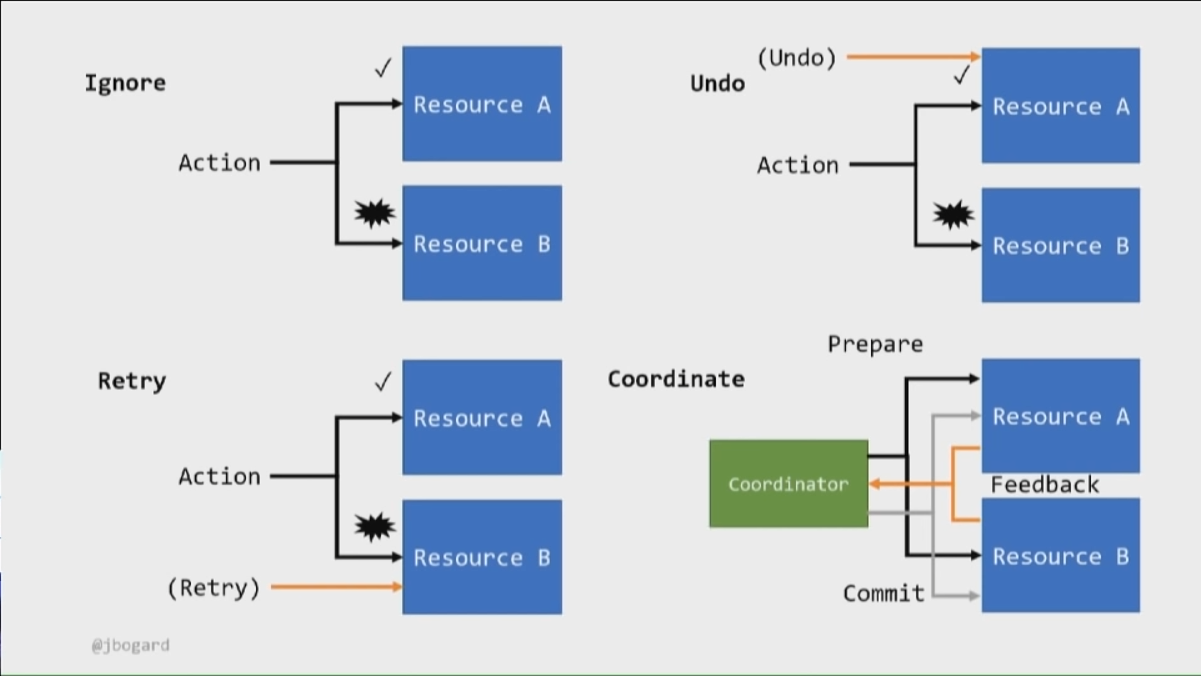 Ignore
Action
Resource A
Resource B
(Undo)
Undo
Action
Resource A
Resource B
Retry
Action
Resource A
Resource B
(Retry)
Prepare
Coordinate
Resource A
Coordinator
Feedback
Resource B
Commit
@jbogard